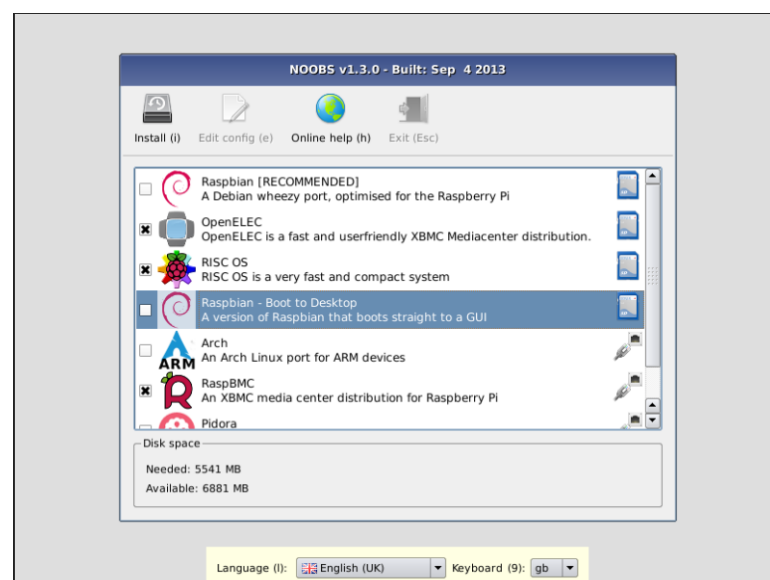 NOOBS v1.3.0 - Built: Sep 4 2013
Install (i) Edit config (e) Online help (h) Exit (Esc)
Raspbian [RECOMMENDED]
A Debian wheezy port, optimised for the Raspberry Pi
OpenELEC
OpenELEC is a fast and userfriendly XBMC Mediacenter distribution.
RISC OS
RISC OS is a very fast and compact system
Raspbian - Boot to Desktop
A version of Raspbian that boots straight to a GUI
Arch
An Arch Linux port for ARM devices
ARM
RaspBMC
An XBMC media center distribution for Raspberry Pi
Pidora
Disk space
Needed: 5541 MB
Available: 6881 MB
Language (l): English (UK) Keyboard (9): gb